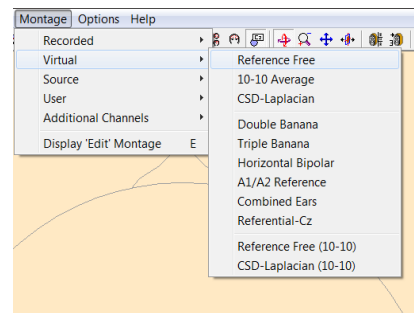 Montage Options Help
Recorded
Virtual
Source
User
Additional Channels
Display 'Edit' Montage E
Reference Free
10-10 Average
CSD-Laplacian
Double Banana
Triple Banana
Horizontal Bipolar
A1/A2 Reference
Combined Ears
Referential-Cz
Reference Free (10-10)
CSD-Laplacian (10-10)